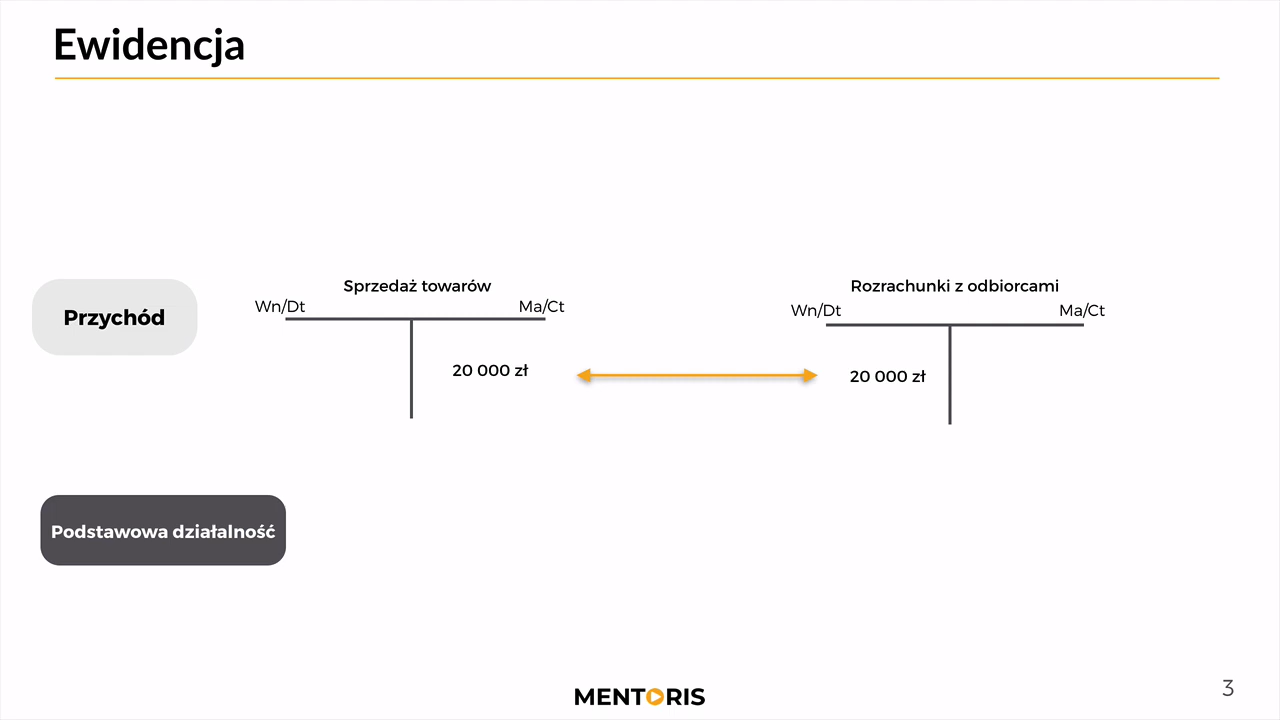 Ewidencja
Przychód
Sprzedaż towarów
Wn/Dt
Ma/Ct
20 000 zł
Rozrachunki z odbiorcami
Wn/Dt
Ma/Ct
20 000 zł
Podstawowa działalność
MENTORIS
3